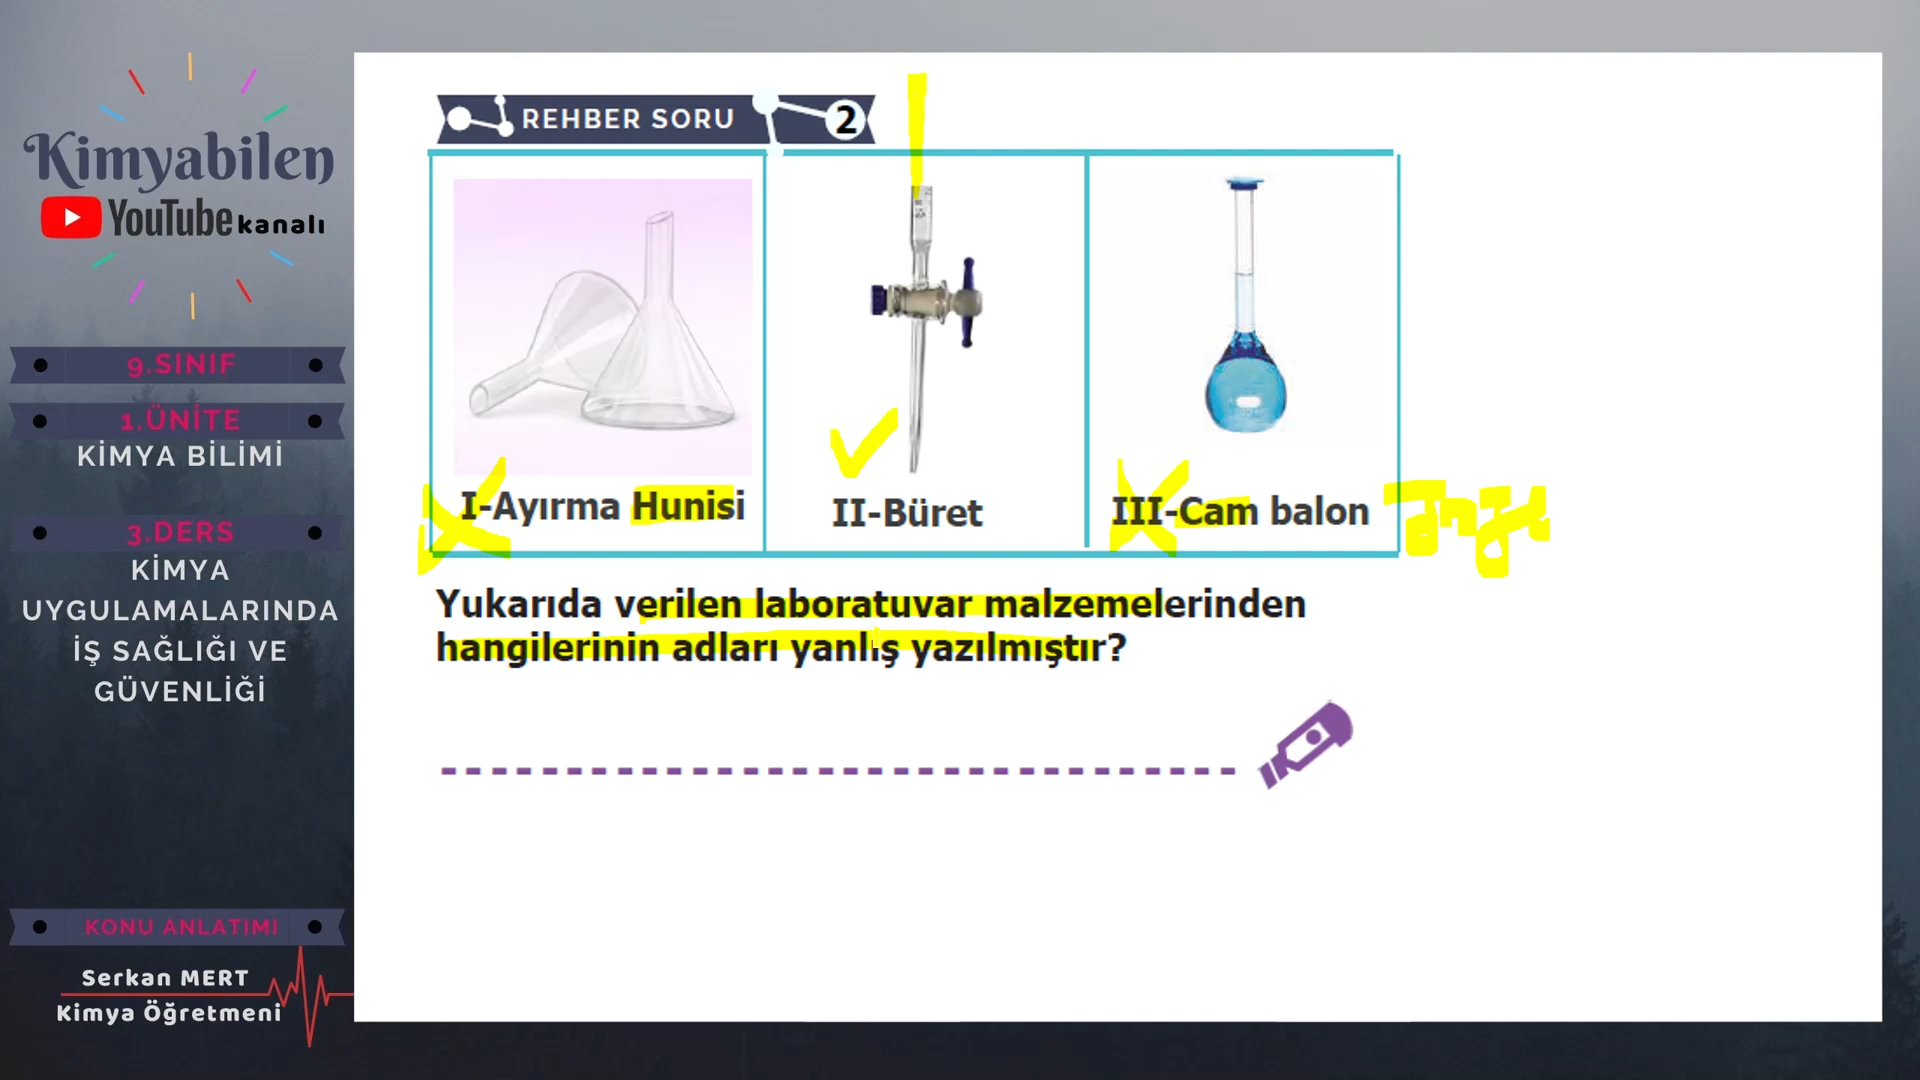 Kimyabilen
YouTube kanalı
9.SINIF
1.ÜNİTE
KİMYA BİLİMİ
3.DERS
KİMYA
UYGULAMALARINDA
İŞ SAĞLIĞI VE
GÜVENLİĞİ
KONU ANLATIMI
Serkan MERT
Kimya Öğretmeni
REHBER SORU 2
I-Ayırma Hunisi
II-Büret
III-Cam balon
Yukarıda verilen laboratuvar malzemelerinden
hangilerinin adları yanlış yazılmıştır?